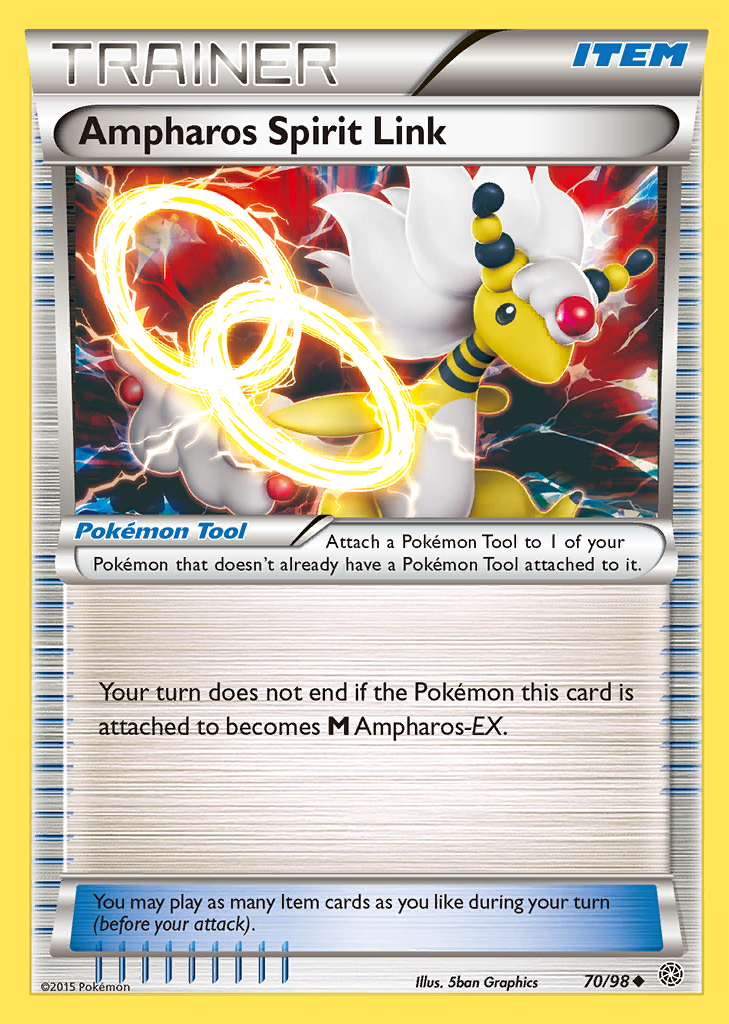 TRAINER
ITEM
Ampharos Spirit Link
Pokémon Tool
Attach a Pokémon Tool to 1 of your
Pokémon that doesn't already have a Pokémon Tool attached to it.
Your turn does not end if the Pokémon this card is
attached to becomes M Ampharos-EX.
You may play as many Item cards as you like during your turn
(before your attack).
©2015 Pokémon
Illus. 5ban Graphics
70/98